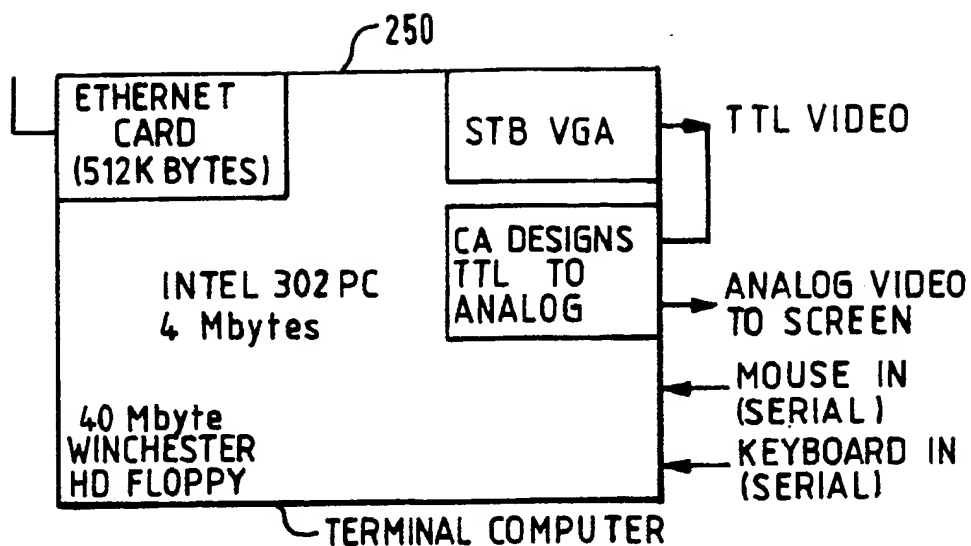 250
ETHERNET
CARD
(512K BYTES)
STB VGA
TTL VIDEO
CA DESIGNS
TTL TO
ANALOG
INTEL 302 PC
4 Mbytes
ANALOG VIDEO
TO SCREEN
MOUSE IN
(SERIAL)
40 Mbyte
WINCHESTER
HD FLOPPY
KEYBOARD IN
(SERIAL)
TERMINAL COMPUTER